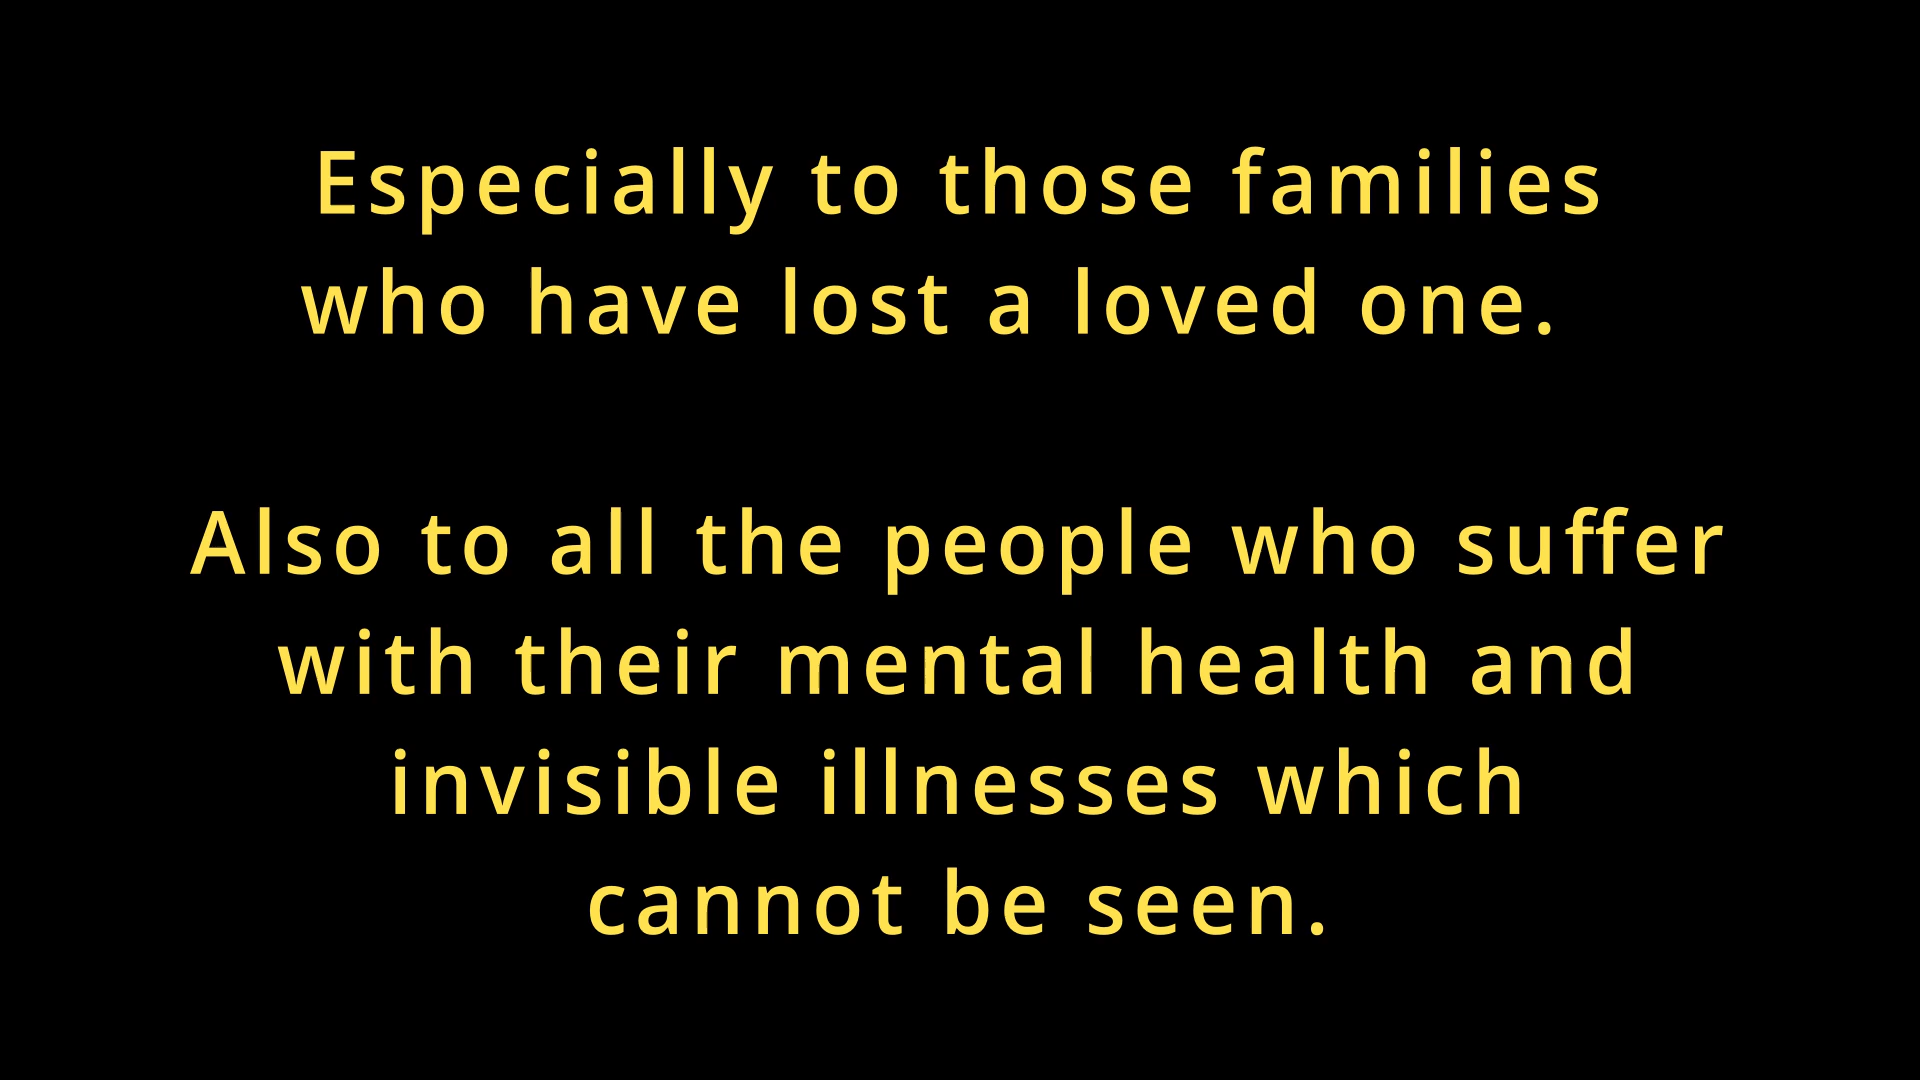 Especially to those families
who have lost a loved one.
Also to all the people who suffer
with their mental health and
invisible illnesses which
cannot be seen.